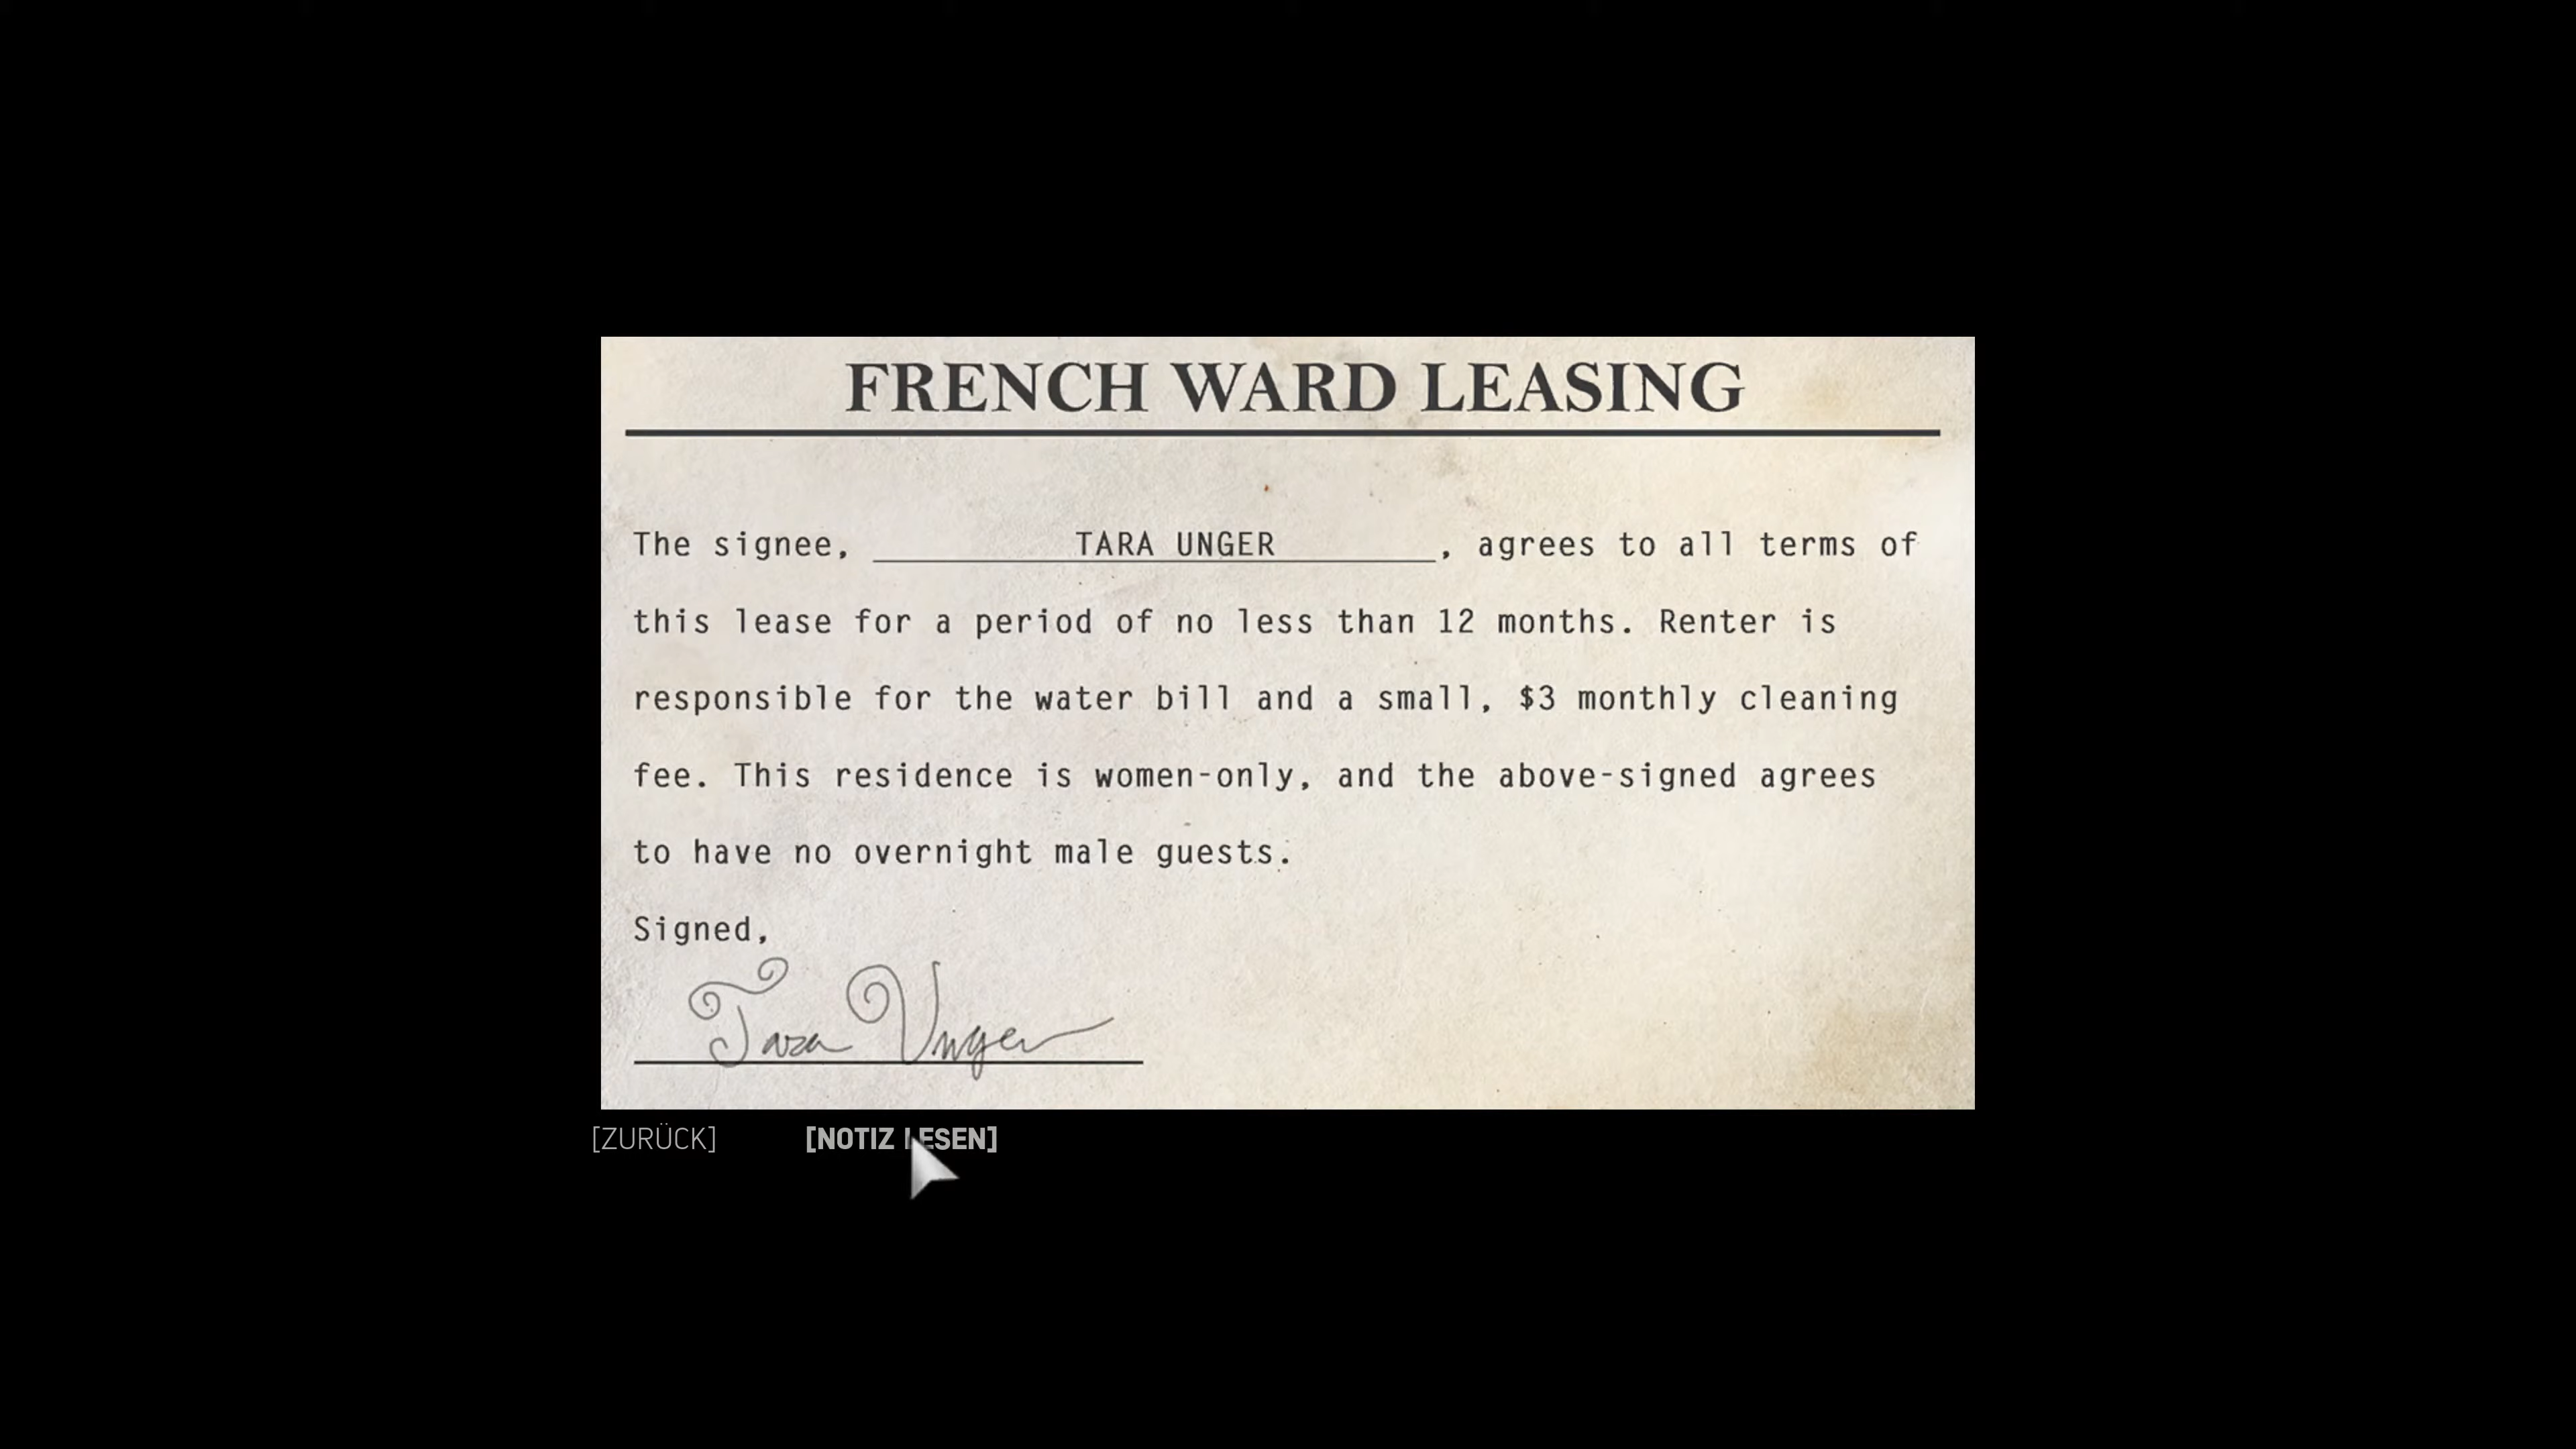 FRENCH WARD LEASING
The signee, TARA UNGER, agrees to all terms of
this lease for a period of no less than 12 months. Renter is
responsible for the water bill and a small, $3 monthly cleaning
fee. This residence is women-only, and the above-signed agrees
to have no overnight male guests.
Signed,
Tara Unger
[ZURÜCK] [NOTIZ LESEN]